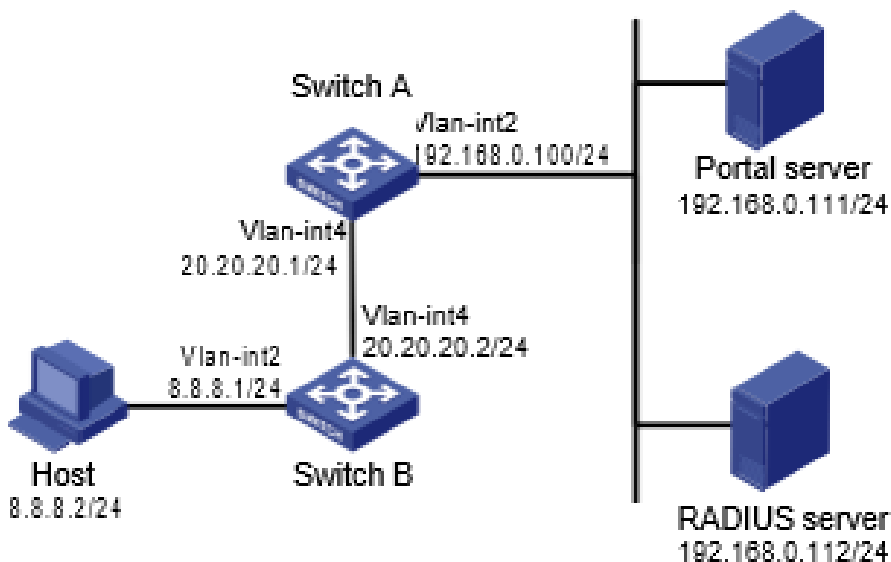 Switch A
Vlan-int2
192.168.0.100/24
Portal server
192.168.0.111/24
Vlan-int4
20.20.20.1/24
Vlan-int4
20.20.20.2/24
Vlan-int2
8.8.8.1/24
Host
8.8.8.2/24
Switch B
RADIUS server
192.168.0.112/24
SWITCH
SWITCH